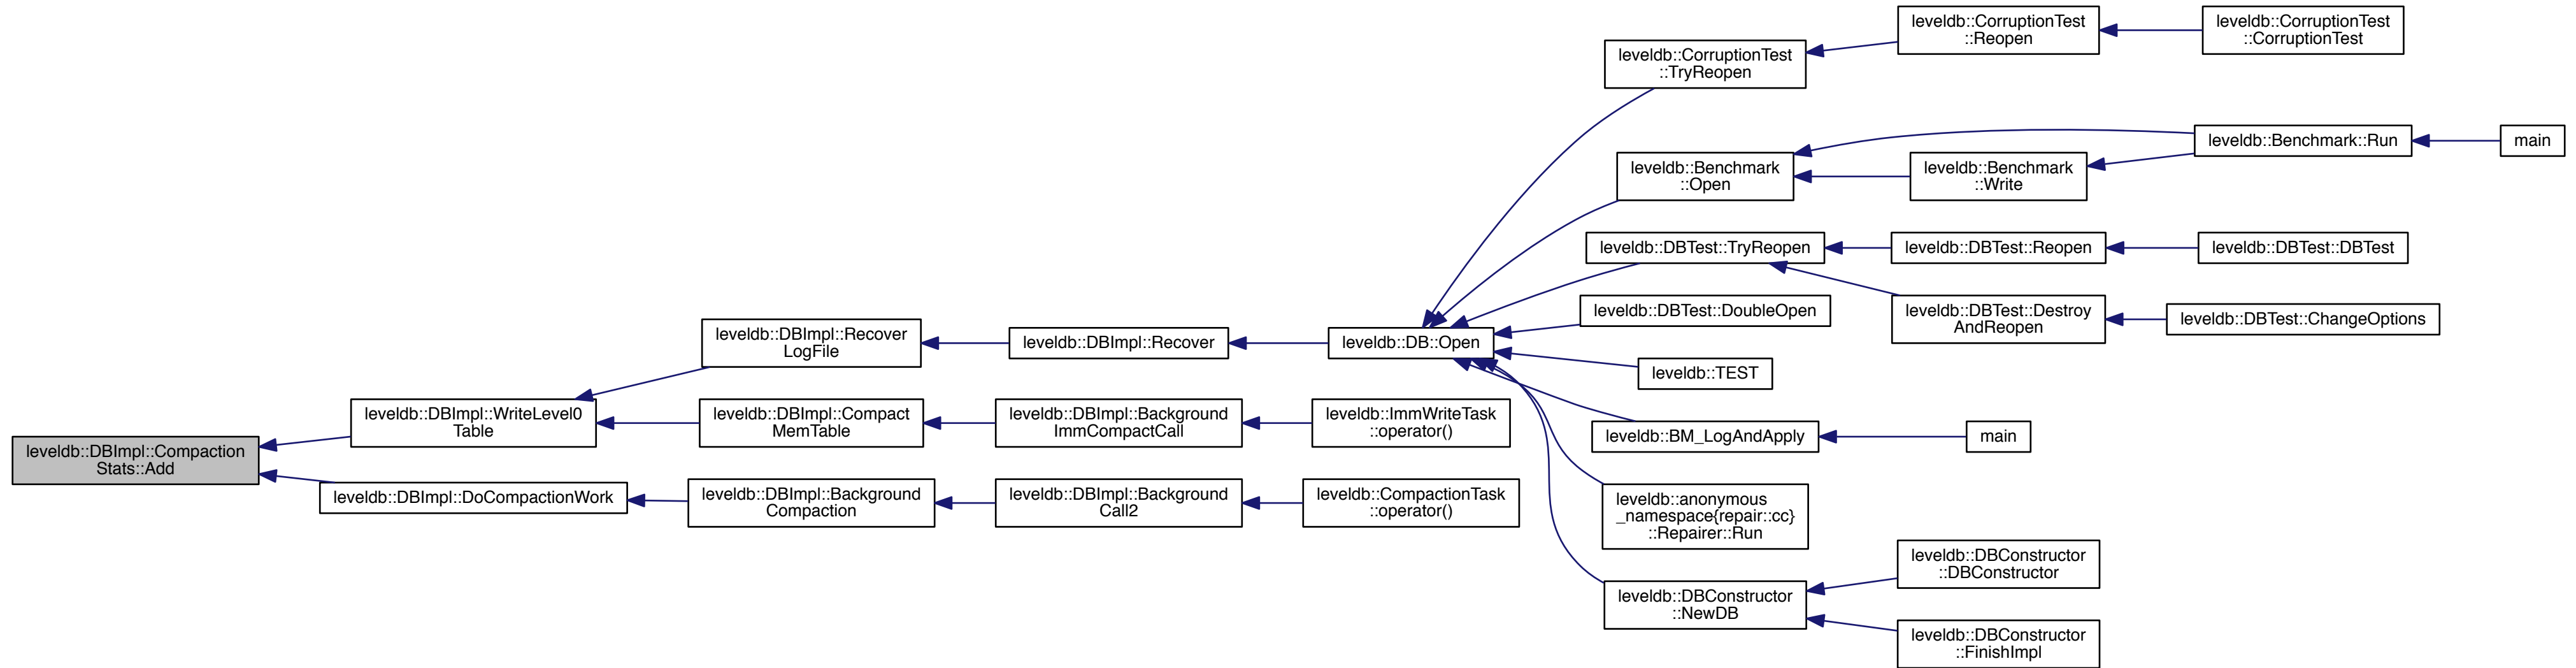 leveldb::DBImpl::Compaction
Stats::Add
leveldb::DBImpl::WriteLevel0
Table
leveldb::DBImpl::DoCompactionWork
leveldb::DBImpl::Recover
LogFile
leveldb::DBImpl::Compact
MemTable
leveldb::DBImpl::Background
Compaction
leveldb::DBImpl::Recover
leveldb::DBImpl::Background
ImmCompactCall
leveldb::DBImpl::Background
Call2
leveldb::DB::Open
leveldb::ImmWriteTask
::operator()
leveldb::CompactionTask
::operator()
leveldb::CorruptionTest
::TryReopen
leveldb::Benchmark
::Open
leveldb::DBTest::TryReopen
leveldb::DBTest::DoubleOpen
leveldb::TEST
leveldb::BM_LogAndApply
leveldb::anonymous
_namespace{repair::cc}
::Repairer::Run
leveldb::DBConstructor
::NewDB
leveldb::CorruptionTest
::Reopen
leveldb::Benchmark
::Write
leveldb::DBTest::Reopen
leveldb::DBTest::Destroy
AndReopen
main
leveldb::DBConstructor
::DBConstructor
leveldb::DBConstructor
::FinishImpl
leveldb::CorruptionTest
::CorruptionTest
leveldb::Benchmark::Run
leveldb::DBTest::DBTest
leveldb::DBTest::ChangeOptions
main